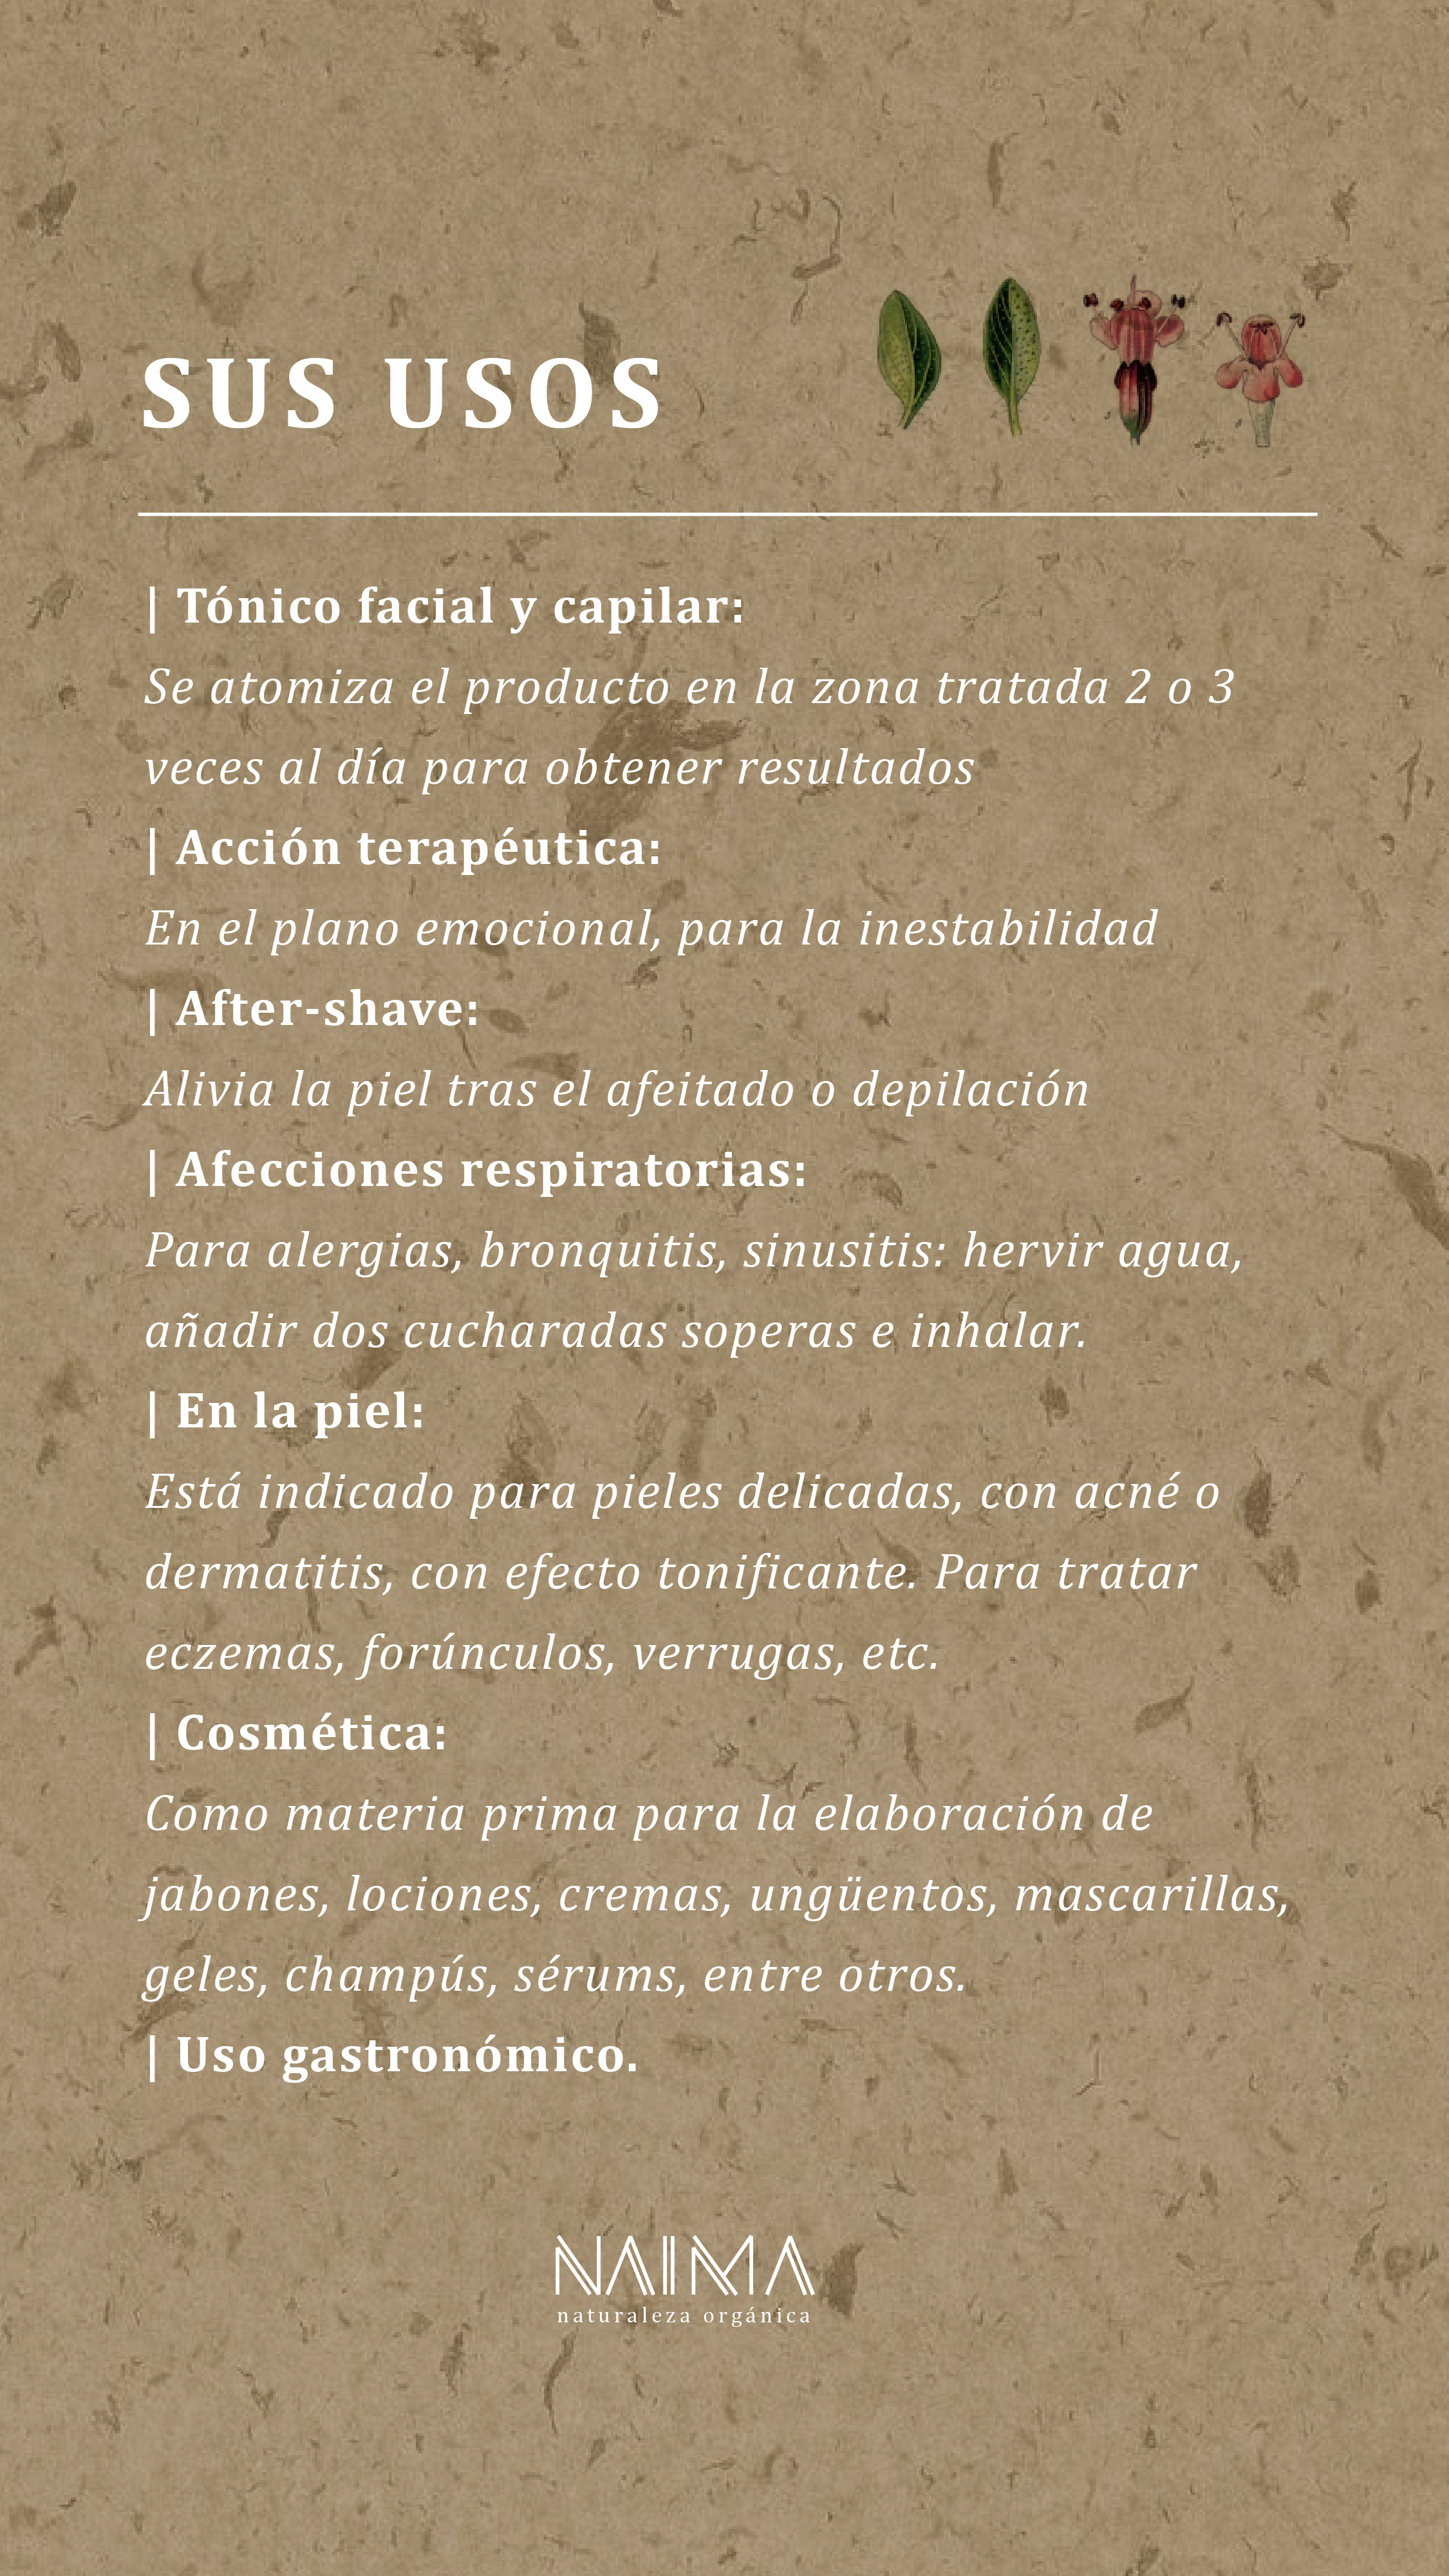 SUS USOS
| Tónico facial y capilar:
Se atomiza el producto en la zona tratada 2 o 3
veces al día para obtener resultados
| Acción terapéutica:
En el plano emocional, para la inestabilidad
| After-shave:
Alivia la piel tras el afeitado o depilación
| Afecciones respiratorias:
Para alergias, bronquitis, sinusitis: hervir agua,
añadir dos cucharadas soperas e inhalar.
| En la piel:
Está indicado para pieles delicadas, con acné o
dermatitis, con efecto tonificante. Para tratar
eczemas, forúnculos, verrugas, etc.
| Cosmética:
Como materia prima para la elaboración de
jabones, lociones, cremas, ungüentos, mascarillas,
geles, champús, sérums, entre otros.
| Uso gastronómico.
NAIMA
naturaleza orgánica